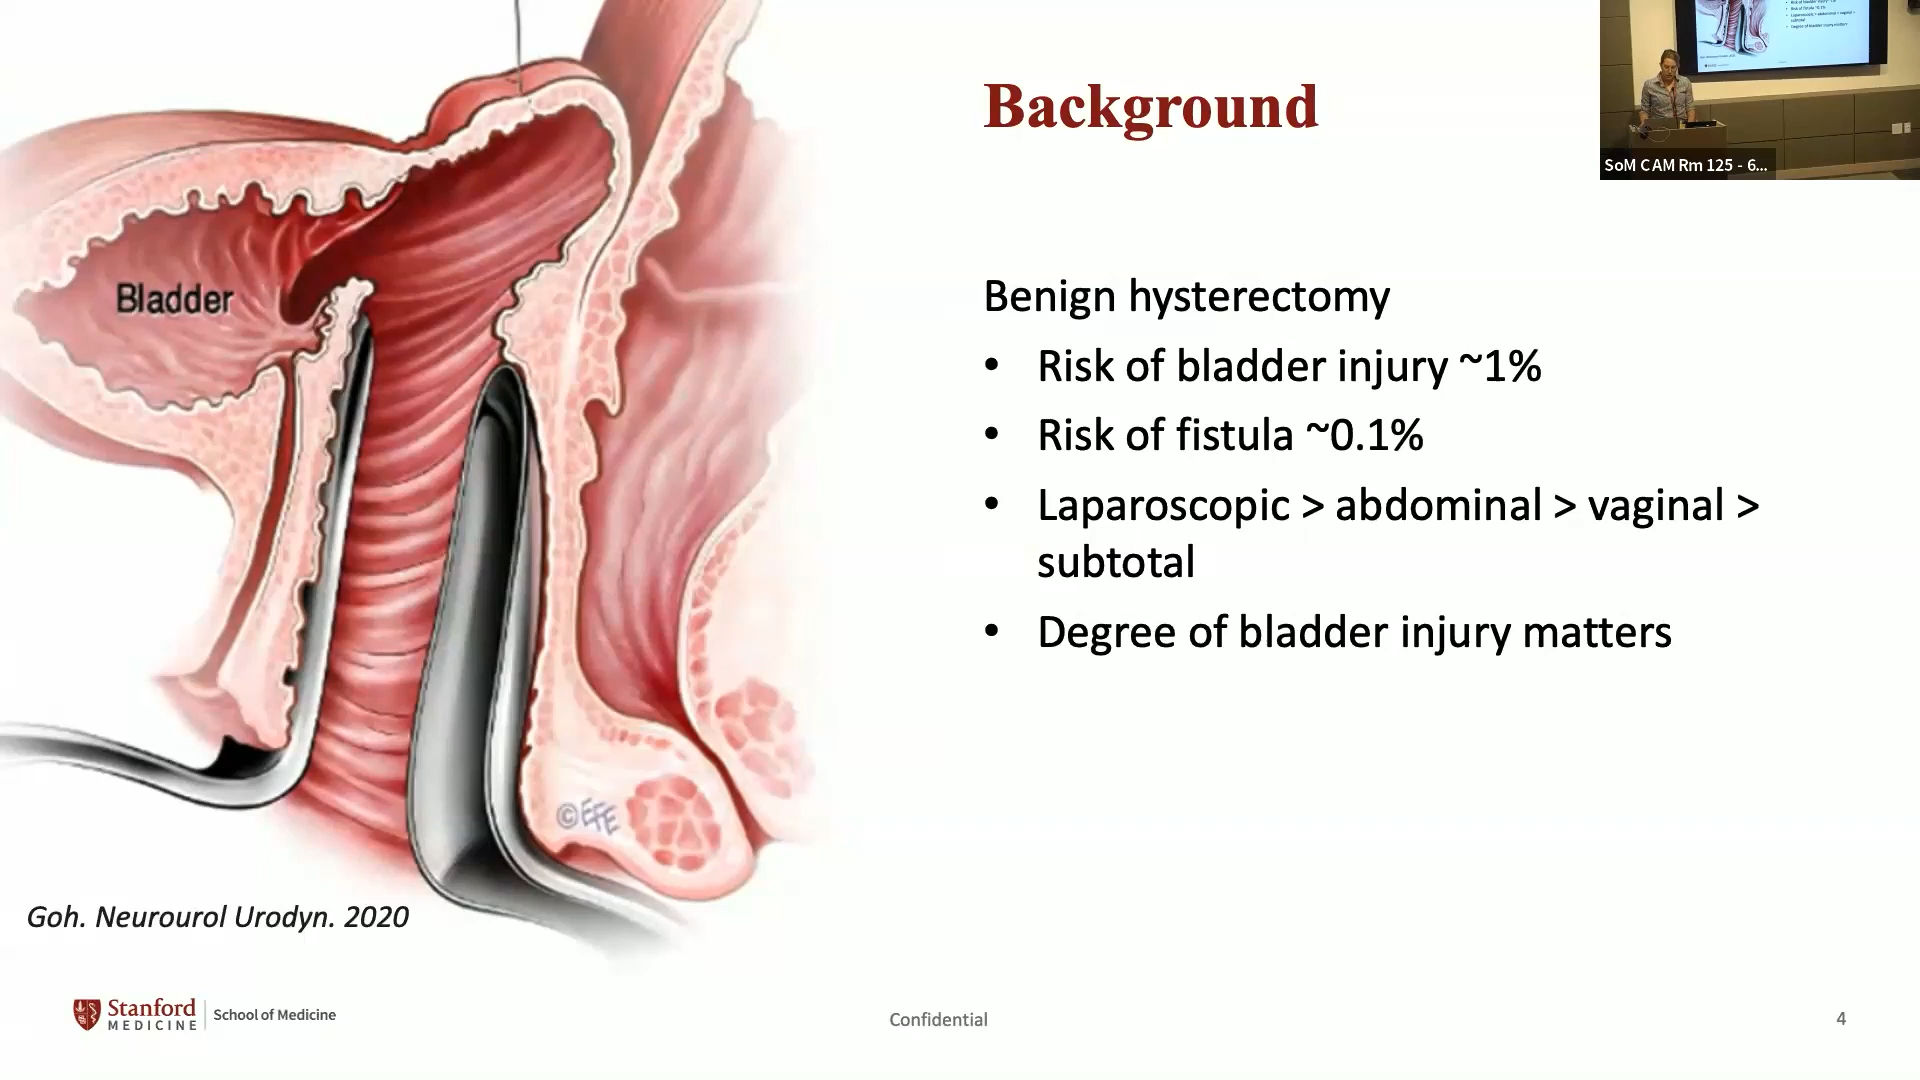 Background
SoM CAM Rm 125 - 6...
Bladder
Benign hysterectomy
• Risk of bladder injury ~1%
• Risk of fistula ~0.1%
• Laparoscopic > abdominal > vaginal >
subtotal
• Degree of bladder injury matters
©EFE
Goh. Neurourol Urodyn. 2020
Stanford
MEDICINE
School of Medicine
Confidential
4